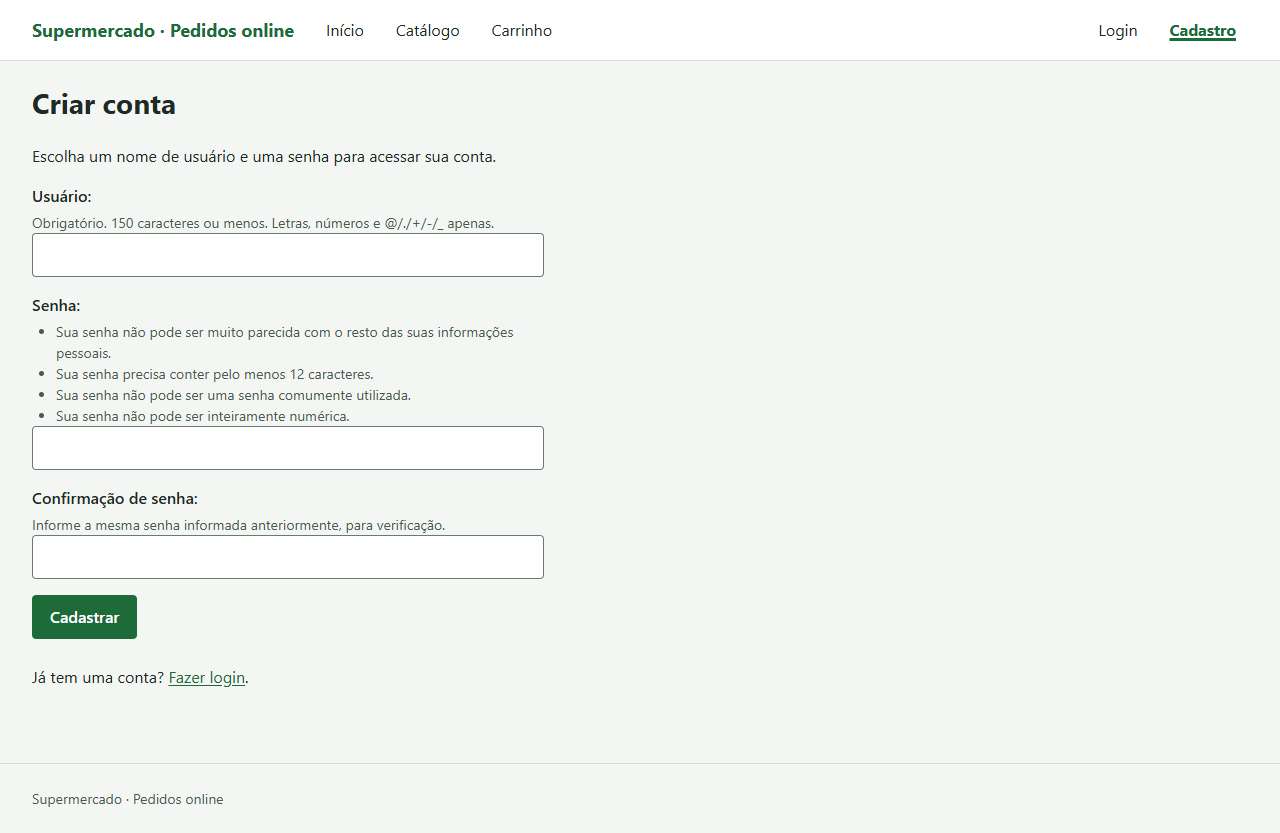 Supermercado · Pedidos online Início Catálogo Carrinho Login Cadastro
Criar conta
Escolha um nome de usuário e uma senha para acessar sua conta.
Usuário:
Obrigatório. 150 caracteres ou menos. Letras, números e @/./+/-/_ apenas.
Senha:
• Sua senha não pode ser muito parecida com o resto das suas informações
pessoais.
• Sua senha precisa conter pelo menos 12 caracteres.
• Sua senha não pode ser uma senha comumente utilizada.
• Sua senha não pode ser inteiramente numérica.
Confirmação de senha:
Informe a mesma senha informada anteriormente, para verificação.
Cadastrar
Já tem uma conta? Fazer login.
Supermercado · Pedidos online